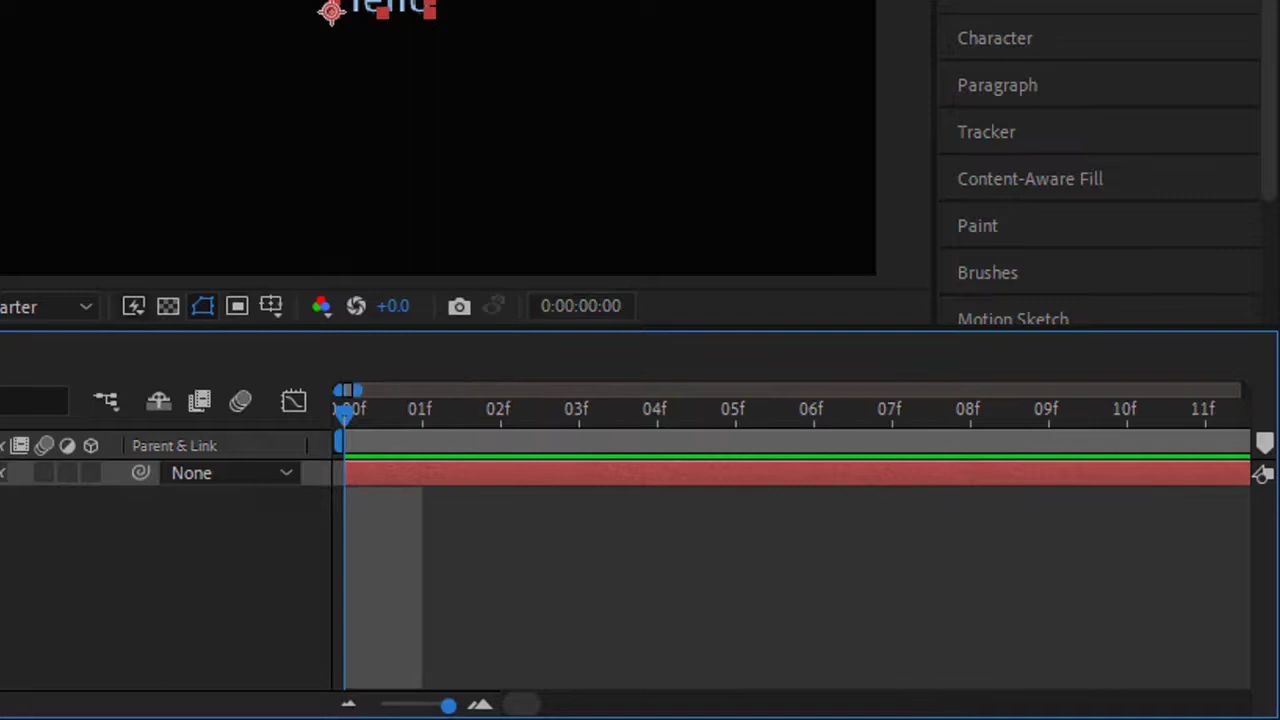 Character
Paragraph
Tracker
Content-Aware Fill
Paint
Brushes
Motion Sketch
+0.0
0:00:00:00
01f 02f 03f 04f 05f 06f 07f 08f 09f 10f 11f
Parent & Link
None